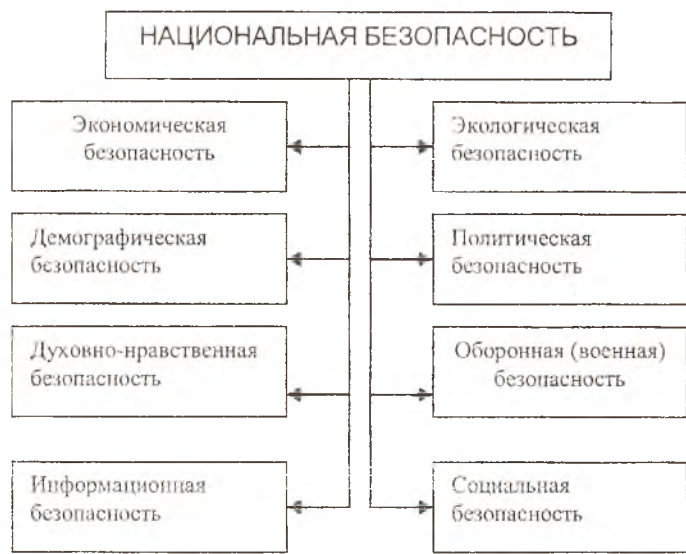 НАЦИОНАЛЬНАЯ БЕЗОПАСНОСТЬ
Экономическая
безопасность
Экологическая
безопасность
Демографическая
безопасность
Политическая
безопасность
Духовно-нравственная
безопасность
Оборонная (военная)
безопасность
Информационная
безопасность
Социальная
безопасность